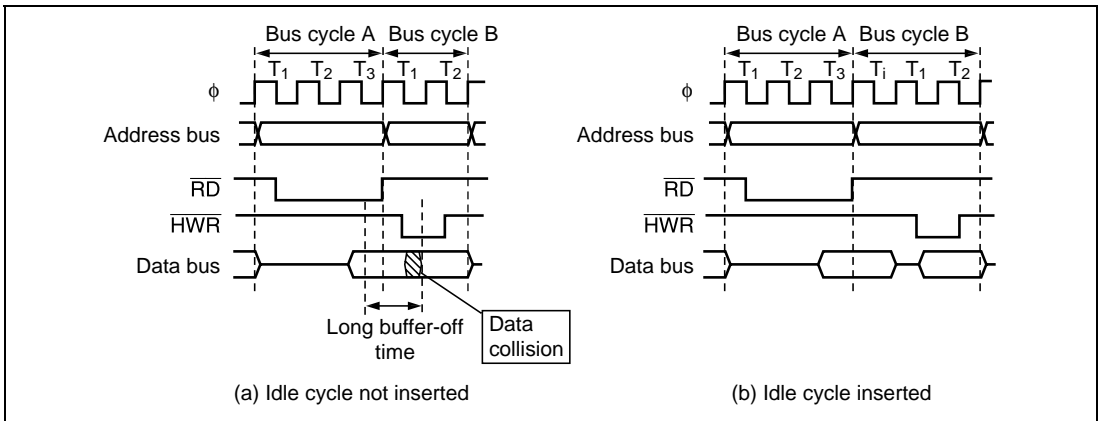 Bus cycle A Bus cycle B
T1 T2 T3 T1 T2
φ
Address bus
RD
HWR
Data bus
Long buffer-off
time
Data
collision
(a) Idle cycle not inserted
Bus cycle A Bus cycle B
T1 T2 T3 Ti T1 T2
φ
Address bus
RD
HWR
Data bus
(b) Idle cycle inserted